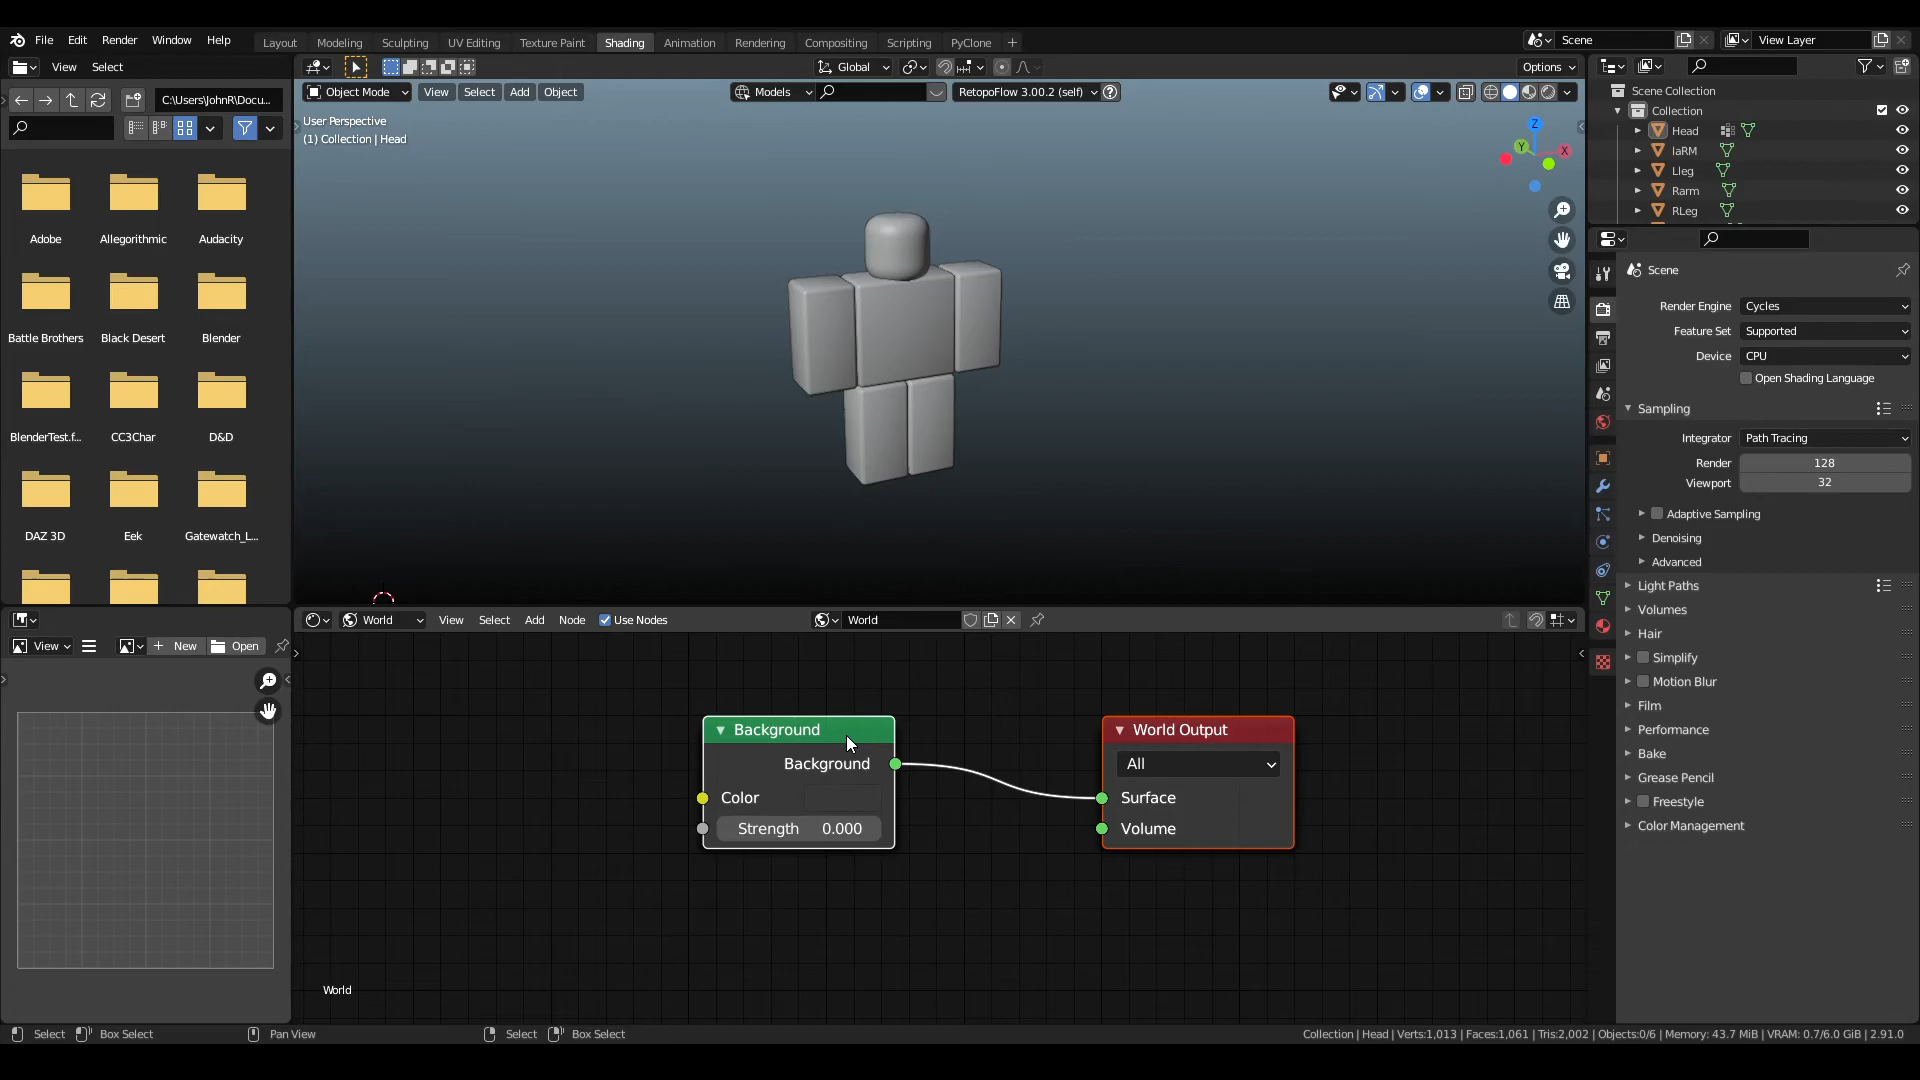 File Edit Render Window Help Layout Modeling Sculpting UV Editing Texture Paint Shading Animation Rendering Compositing Scripting PyClone + Scene View Layer
View Select Global Options
C:\Users\JohnR\Docu... Object Mode View Select Add Object Models RetopoFlow 3.00.2 (self)
User Perspective
(1) Collection | Head
Z
Y
X
Adobe Allegorithmic Audacity
Battle Brothers Black Desert Blender
BlenderTest.f... CC3Char D&D
DAZ 3D Eek Gatewatch_L...
Scene Collection
Collection
Head
laRM
Lleg
Rarm
RLeg
Scene
Render Engine Cycles
Feature Set Supported
Device CPU
Open Shading Language
Sampling
Integrator Path Tracing
Render 128
Viewport 32
Adaptive Sampling
Denoising
Advanced
Light Paths
Volumes
Hair
Simplify
Motion Blur
Film
Performance
Bake
Grease Pencil
Freestyle
Color Management
World View Select Add Node Use Nodes World
View New Open
Background
Background
Color
Strength 0.000
World Output
All
Surface
Volume
World
Select Box Select Pan View Select Box Select Collection | Head | Verts:1,013 | Faces:1,061 | Tris:2,002 | Objects:0/6 | Memory: 43.7 MiB | VRAM: 0.7/6.0 GiB | 2.91.0